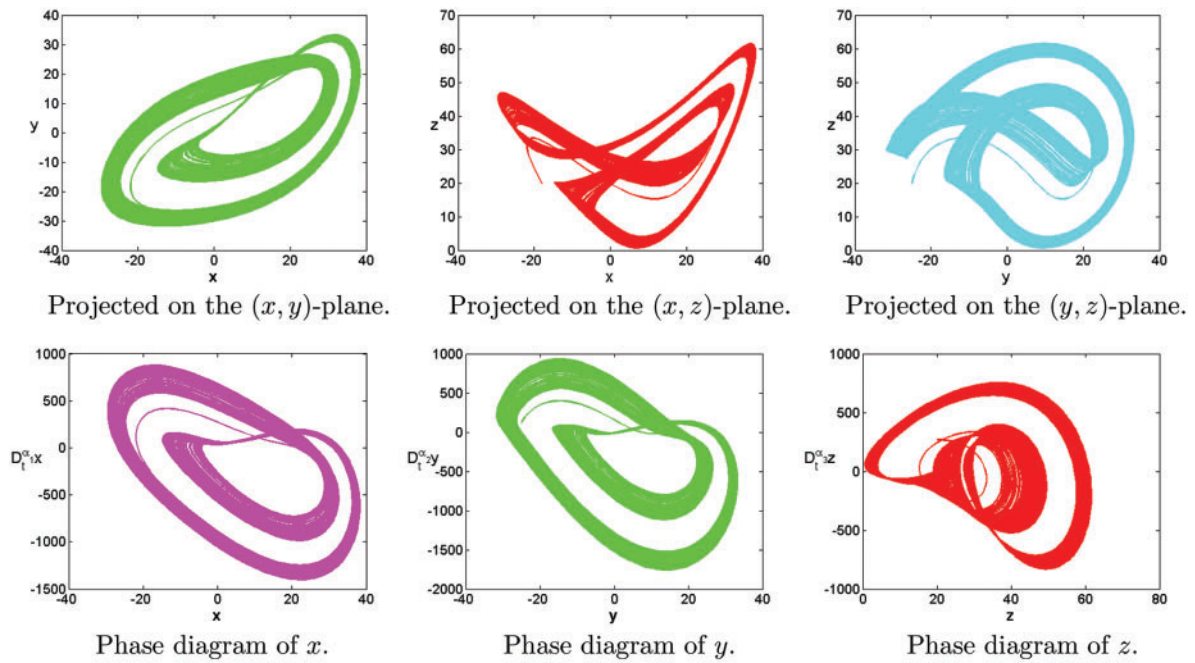 40
30
20
10
y 0
-10
-20
-30
-40
-40 -20 0 20 40
x
Projected on the (x, y)-plane.
70
60
50
40
z
30
20
10
0
-40 -20 0 20 40
x
Projected on the (x, z)-plane.
70
60
50
40
z
30
20
10
0
-40 -20 0 20 40
y
Projected on the (y, z)-plane.
1000
500
0
D_t^{α_1}x
-500
-1000
-1500
-40 -20 0 20 40
x
Phase diagram of x.
1000
500
0
D_t^{α_2}y
-500
-1000
-1500
-2000
-40 -20 0 20 40
y
Phase diagram of y.
1000
500
D_t^{α_3}z 0
-500
-1000
0 20 40 60 80
z
Phase diagram of z.